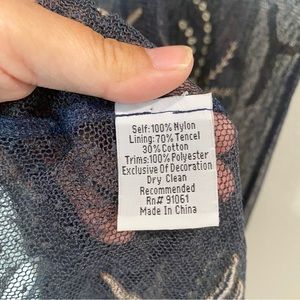 Self:100% Nylon
Lining:70% Tencel
30% Cotton
Trims:100% Polyester
Exclusive Of Decoration
Dry Clean
Recommended
Rn# 91061
Made In China